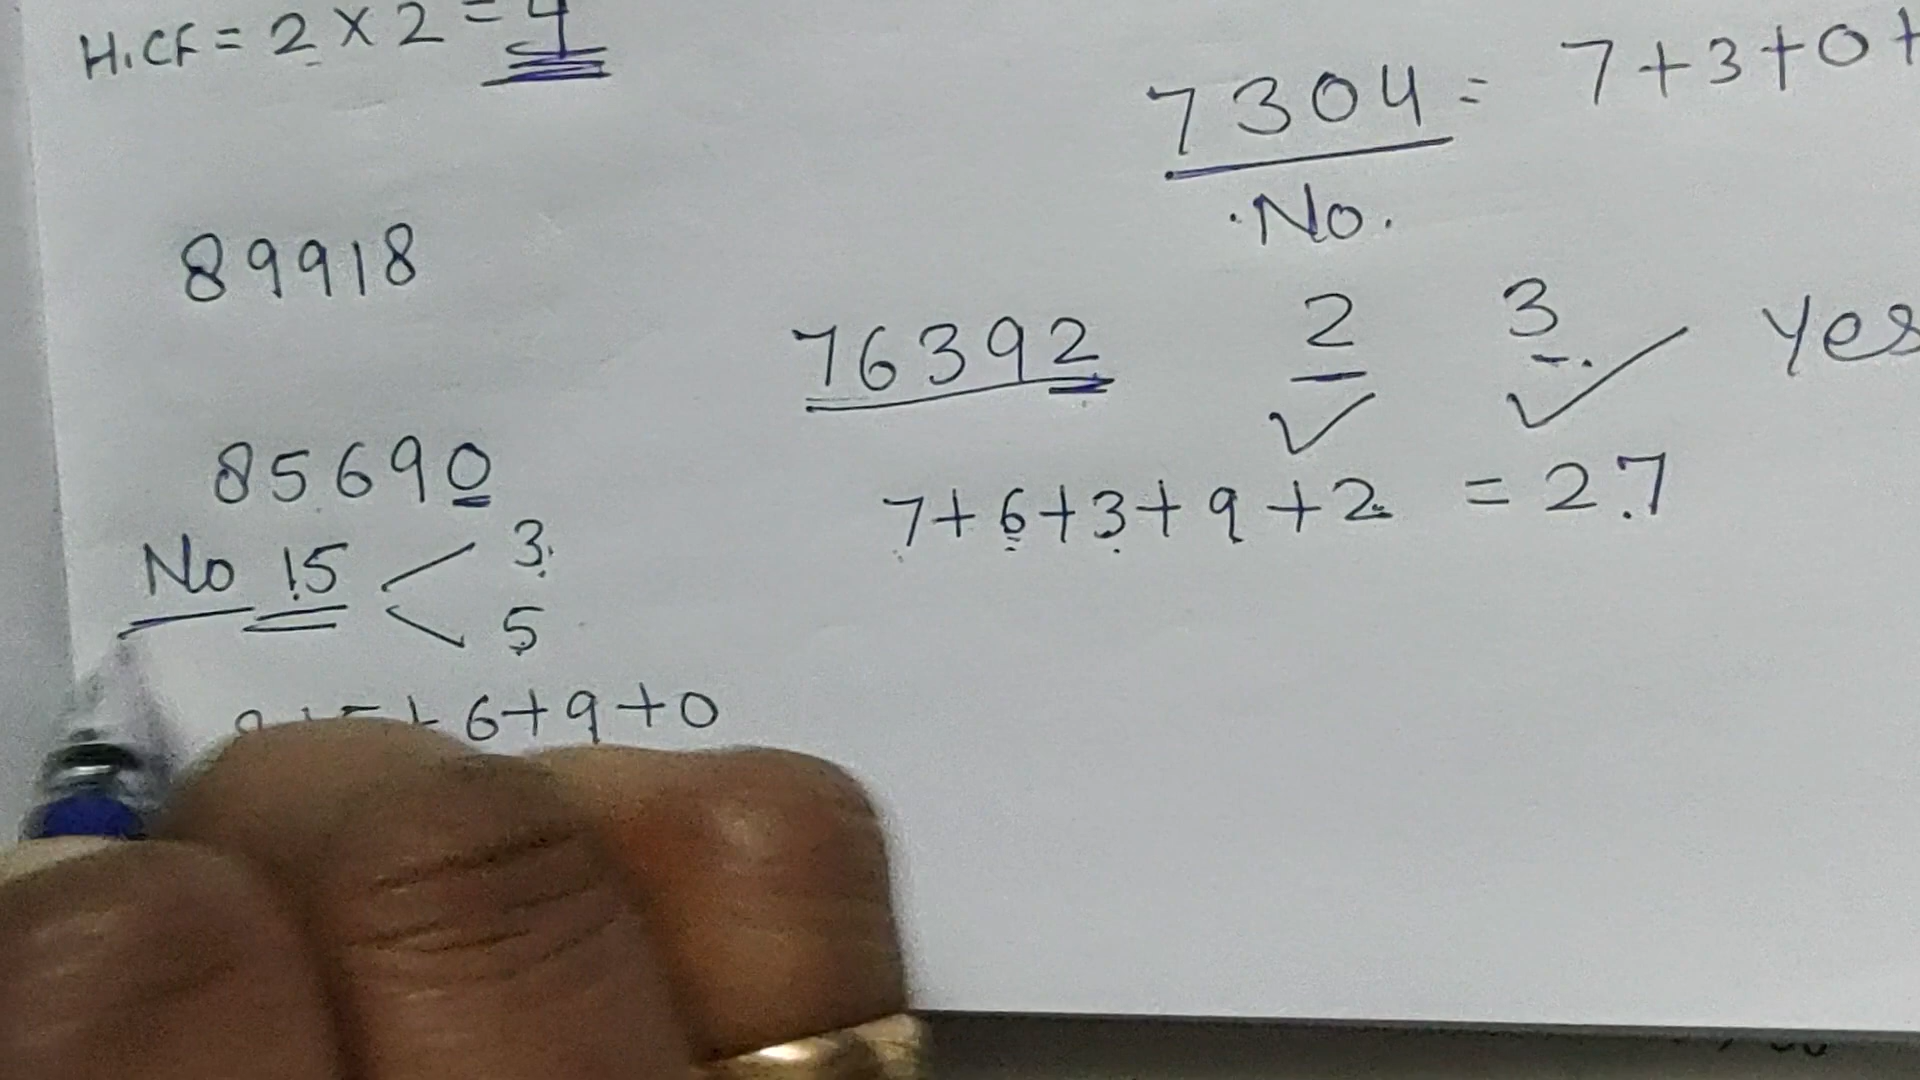 H.CF = 2 × 2 = 4
7304 = 7+3+0+
No.
89918
76392 2 3 Yes
85690
7+6+3+9+2 = 27
No 15 < 3
5
6+9+0